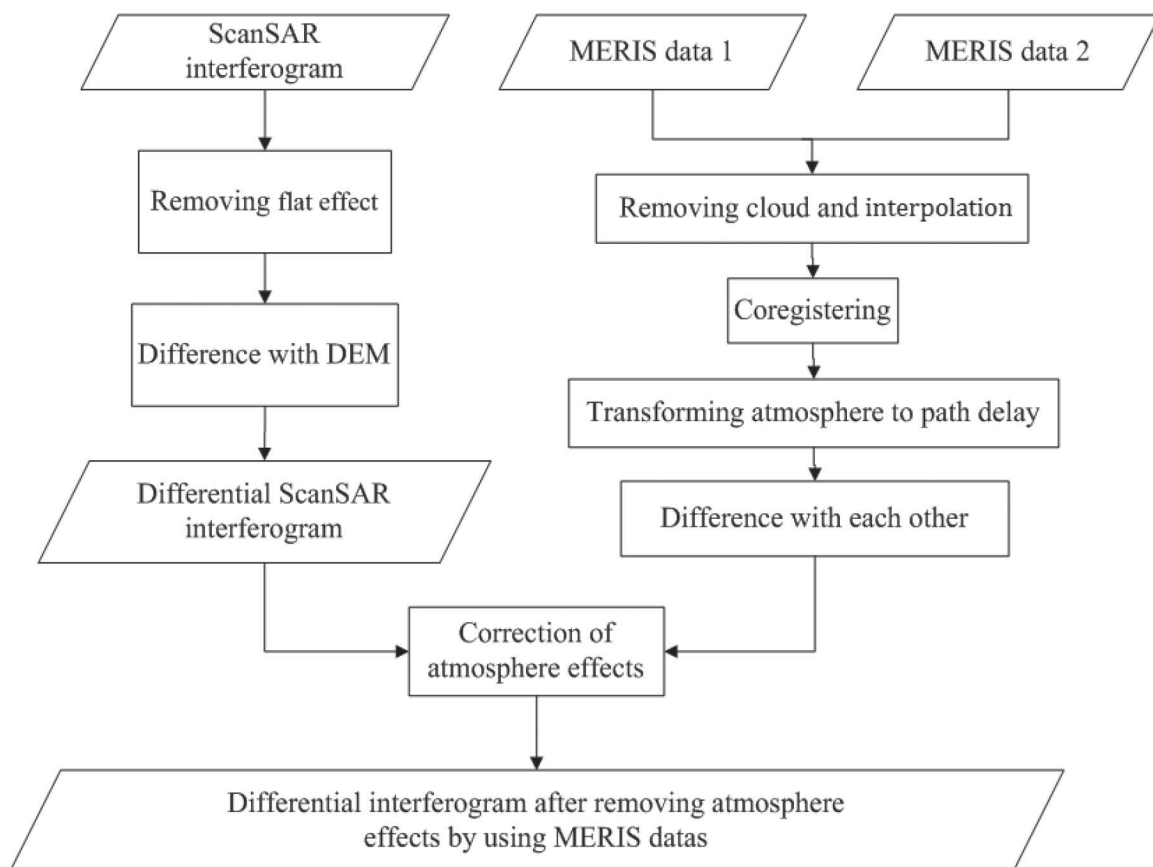 ScanSAR
interferogram
MERIS data 1
MERIS data 2
Removing flat effect
Removing cloud and interpolation
Coregistering
Difference with DEM
Transforming atmosphere to path delay
Differential ScanSAR
interferogram
Difference with each other
Correction of
atmosphere effects
Differential interferogram after removing atmosphere
effects by using MERIS datas